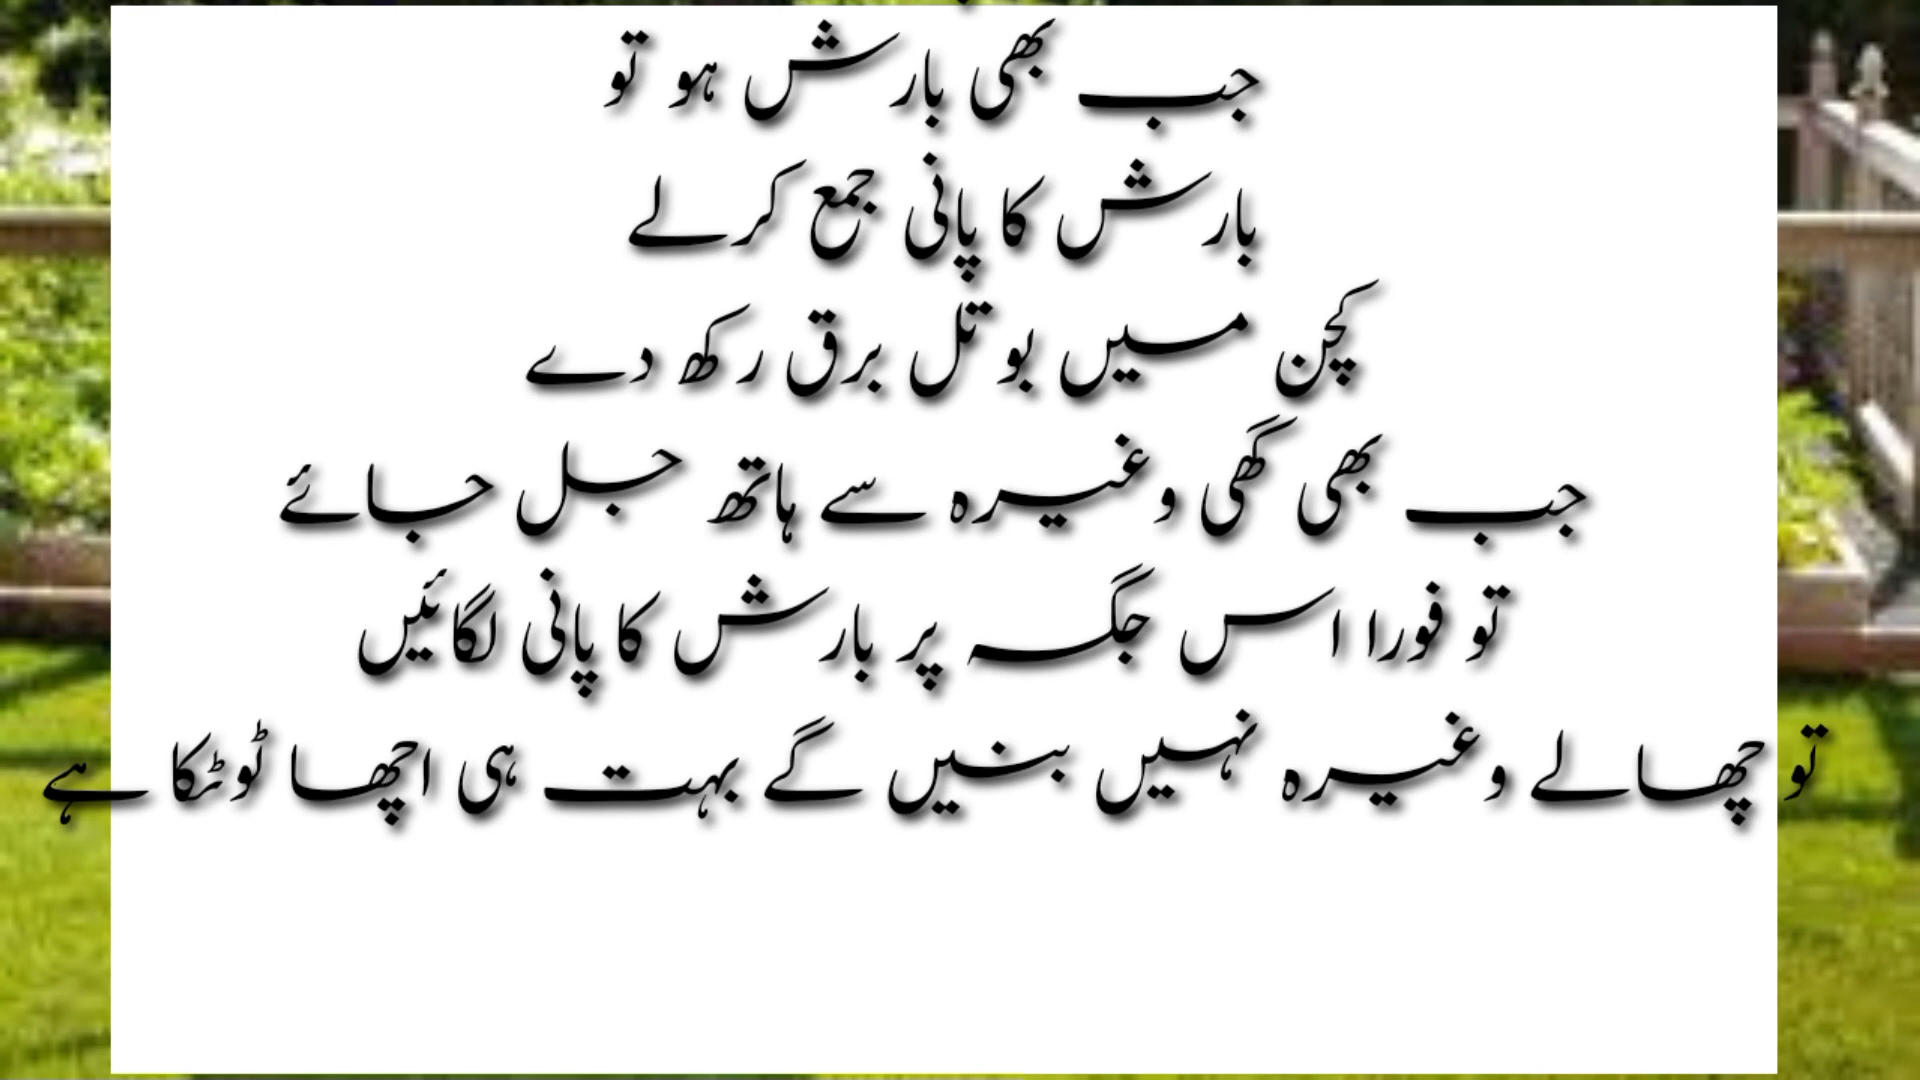 جب بھی بارش ہو تو
بارش کا پانی جمع کرلے
کچن میں بوتل برق رکھ دے
جب بھی گھی وغیرہ سے ہاتھ جل جائے
تو فورا اس جگہ پر بارش کا پانی لگائیں
تو چھالے وغیرہ نہیں بنیں گے بہت ہی اچھا ٹوٹکا ہے